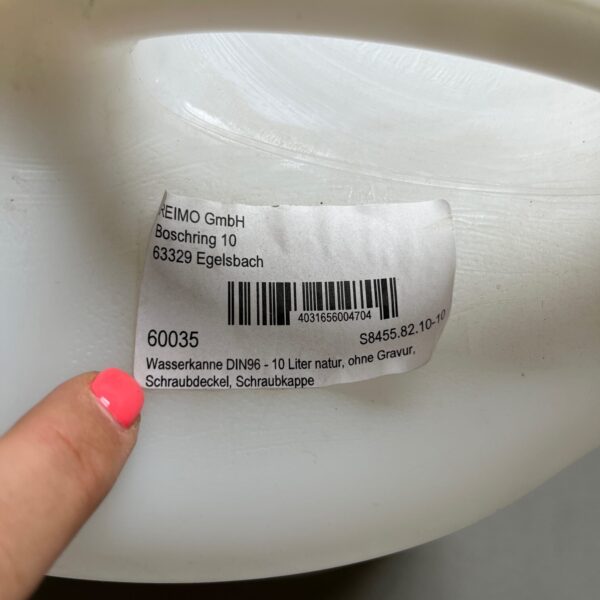 REIMO GmbH
Boschring 10
63329 Egelsbach
4031656004704
60035 S8455.82.10-10
Wasserkanne DIN96 - 10 Liter natur, ohne Gravur,
Schraubdeckel, Schraubkappe